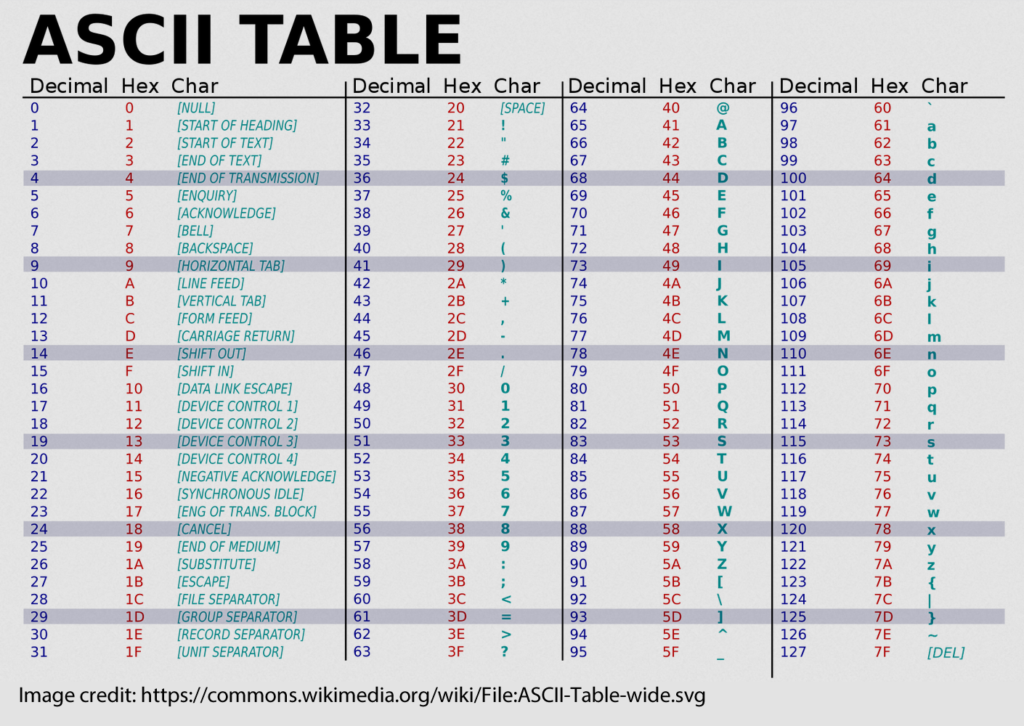 ASCII TABLE
Decimal Hex Char Decimal Hex Char Decimal Hex Char Decimal Hex Char
0 0 [NULL] 32 20 [SPACE] 64 40 @ 96 60 `
1 1 [START OF HEADING] 33 21 ! 65 41 A 97 61 a
2 2 [START OF TEXT] 34 22 " 66 42 B 98 62 b
3 3 [END OF TEXT] 35 23 # 67 43 C 99 63 c
4 4 [END OF TRANSMISSION] 36 24 $ 68 44 D 100 64 d
5 5 [ENQUIRY] 37 25 % 69 45 E 101 65 e
6 6 [ACKNOWLEDGE] 38 26 & 70 46 F 102 66 f
7 7 [BELL] 39 27 ' 71 47 G 103 67 g
8 8 [BACKSPACE] 40 28 ( 72 48 H 104 68 h
9 9 [HORIZONTAL TAB] 41 29 ) 73 49 I 105 69 i
10 A [LINE FEED] 42 2A * 74 4A J 106 6A j
11 B [VERTICAL TAB] 43 2B + 75 4B K 107 6B k
12 C [FORM FEED] 44 2C , 76 4C L 108 6C l
13 D [CARRIAGE RETURN] 45 2D - 77 4D M 109 6D m
14 E [SHIFT OUT] 46 2E . 78 4E N 110 6E n
15 F [SHIFT IN] 47 2F / 79 4F O 111 6F o
16 10 [DATA LINK ESCAPE] 48 30 0 80 50 P 112 70 p
17 11 [DEVICE CONTROL 1] 49 31 1 81 51 Q 113 71 q
18 12 [DEVICE CONTROL 2] 50 32 2 82 52 R 114 72 r
19 13 [DEVICE CONTROL 3] 51 33 3 83 53 S 115 73 s
20 14 [DEVICE CONTROL 4] 52 34 4 84 54 T 116 74 t
21 15 [NEGATIVE ACKNOWLEDGE] 53 35 5 85 55 U 117 75 u
22 16 [SYNCHRONOUS IDLE] 54 36 6 86 56 V 118 76 v
23 17 [ENG OF TRANS. BLOCK] 55 37 7 87 57 W 119 77 w
24 18 [CANCEL] 56 38 8 88 58 X 120 78 x
25 19 [END OF MEDIUM] 57 39 9 89 59 Y 121 79 y
26 1A [SUBSTITUTE] 58 3A : 90 5A Z 122 7A z
27 1B [ESCAPE] 59 3B ; 91 5B [ 123 7B {
28 1C [FILE SEPARATOR] 60 3C < 92 5C \ 124 7C |
29 1D [GROUP SEPARATOR] 61 3D = 93 5D ] 125 7D }
30 1E [RECORD SEPARATOR] 62 3E > 94 5E ^ 126 7E ~
31 1F [UNIT SEPARATOR] 63 3F ? 95 5F _ 127 7F [DEL]
Image credit: https://commons.wikimedia.org/wiki/File:ASCII-Table-wide.svg